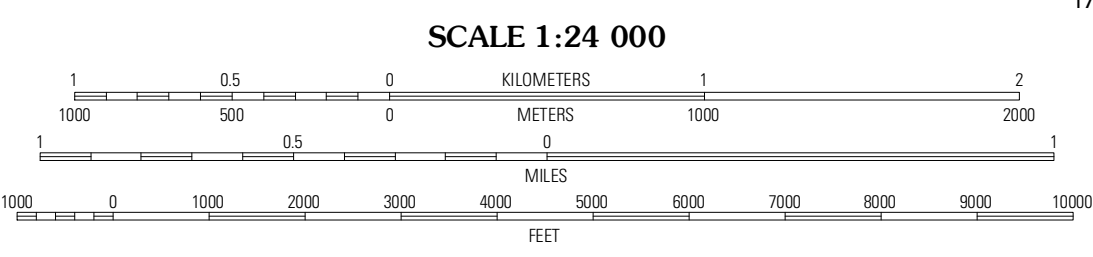 17
SCALE 1:24 000
1 0.5 0 KILOMETERS 1 2
1000 500 0 METERS 1000 2000
1 0.5 0 1
MILES
1000 0 1000 2000 3000 4000 5000 6000 7000 8000 9000 10000
FEET